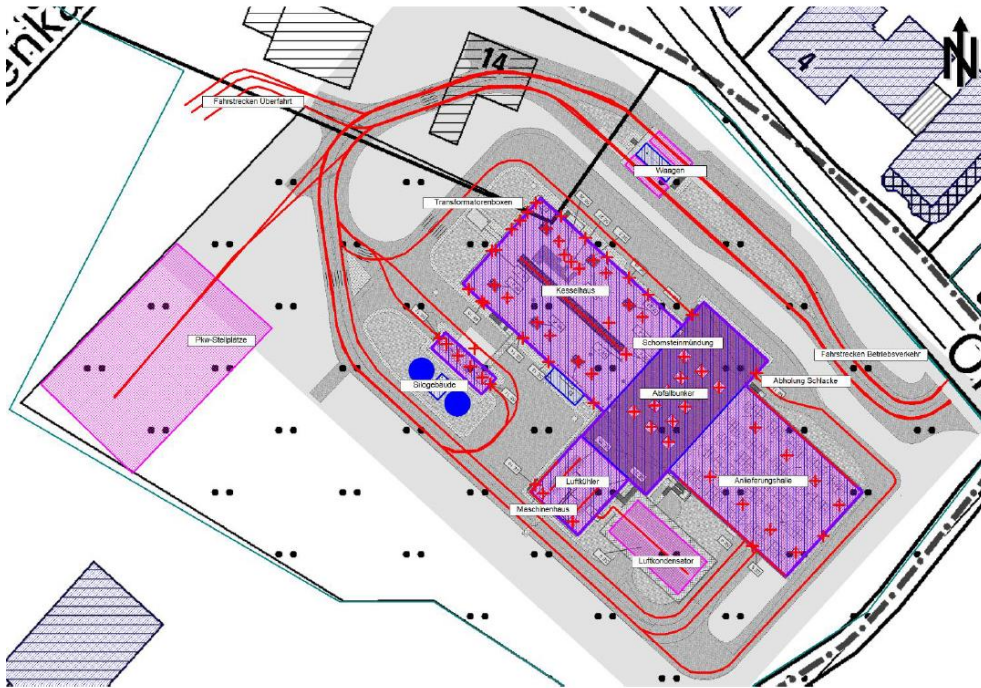 enka
14
4
N
Fahrstrecken Überfahrt
Waagen
Transformatorenboxen
Kesselhaus
Pkw-Stellplätze
Schornsteinmündung
Fahrstrecken Betriebsverkehr
Silogebäude
Abholung Schlacke
Abfallbunker
Luftkühler
Anlieferungshalle
Maschinenhaus
Luftkondensator